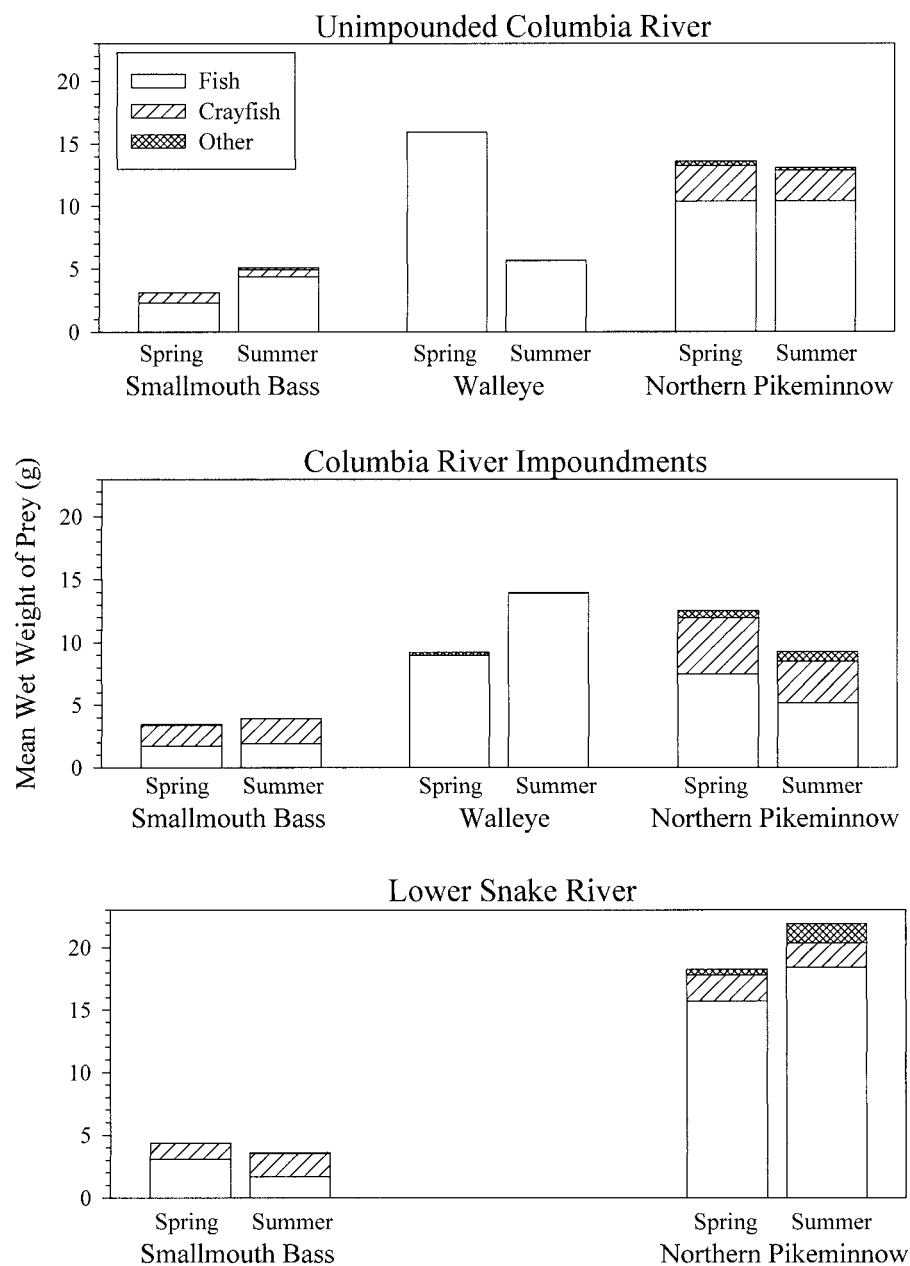 Unimpounded Columbia River
20
15
10
5
0
Fish
Crayfish
Other
Spring Summer Spring Summer Spring Summer
Smallmouth Bass Walleye Northern Pikeminnow
Mean Wet Weight of Prey (g)
Columbia River Impoundments
20
15
10
5
0
Spring Summer Spring Summer Spring Summer
Smallmouth Bass Walleye Northern Pikeminnow
Lower Snake River
20
15
10
5
0
Spring Summer Spring Summer
Smallmouth Bass Northern Pikeminnow